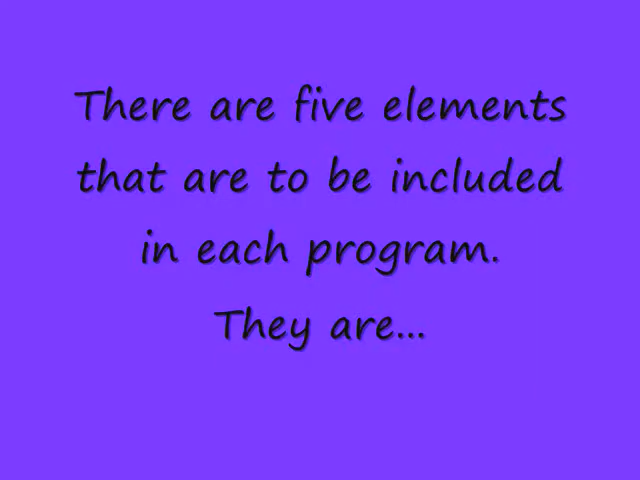 There are five elements
that are to be included
in each program.
They are...